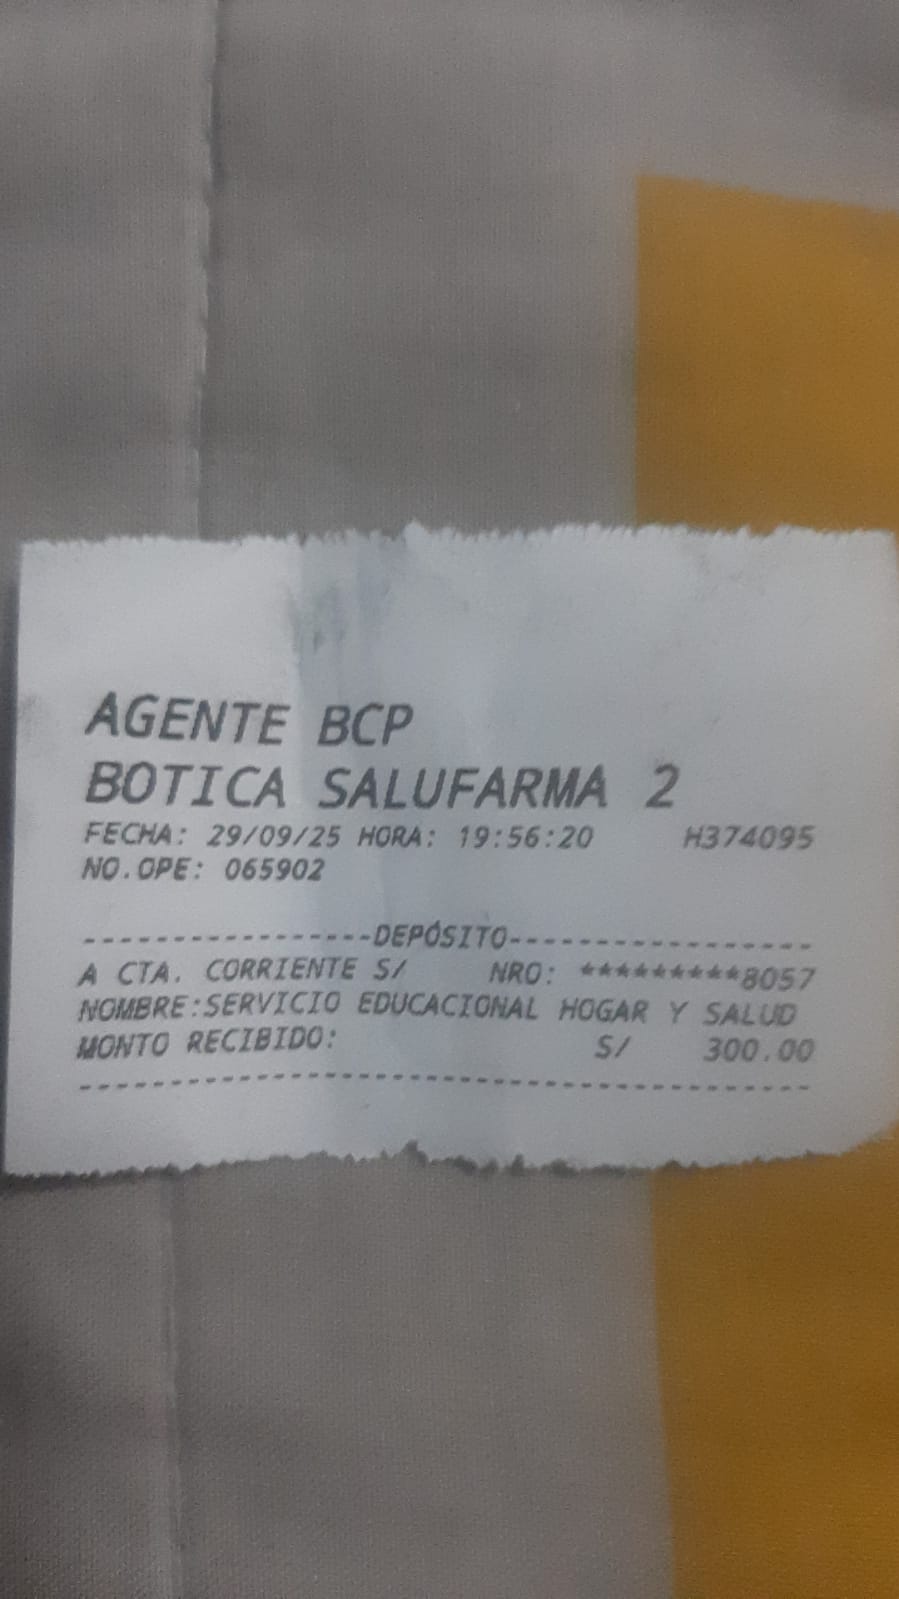 AGENTE BCP
BOTICA SALUFARMA 2
FECHA: 29/09/25 HORA: 19:56:20 H374095
NO.OPE: 065902
-----------------DEPÓSITO-----------------
A CTA. CORRIENTE S/ NRO: *********8057
NOMBRE:SERVICIO EDUCACIONAL HOGAR Y SALUD
MONTO RECIBIDO: S/ 300.00
-----------------------------------------